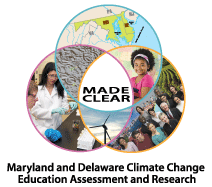 MADE
CLEAR
Maryland and Delaware Climate Change
Education Assessment and Research